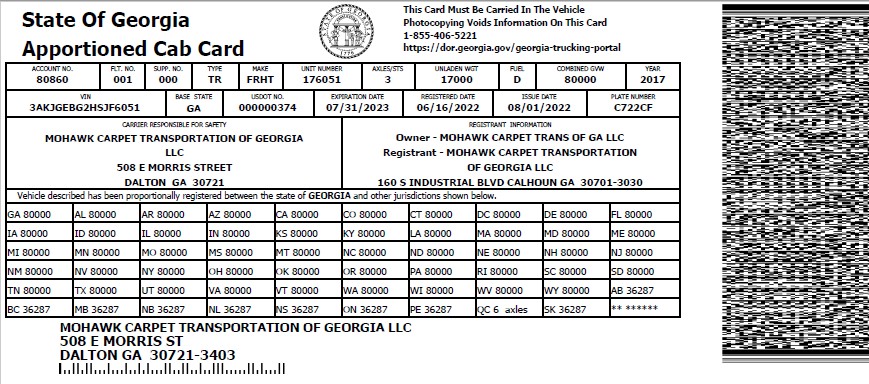 State Of Georgia
Apportioned Cab Card
STATE OF GEORGIA
1776
This Card Must Be Carried In The Vehicle
Photocopying Voids Information On This Card
1-855-406-5221
https://dor.georgia.gov/georgia-trucking-portal
ACCOUNT NO. FLT. NO. SUPP. NO. TYPE MAKE UNIT NUMBER AXLES/STS UNLADEN WGT FUEL COMBINED GVW YEAR
80860 001 000 TR FRHT 176051 3 17000 D 80000 2017
VIN BASE STATE USDOT NO. EXPIRATION DATE REGISTERED DATE ISSUE DATE PLATE NUMBER
3AKJGEBG2HSJF6051 GA 000000374 07/31/2023 06/16/2022 08/01/2022 C722CF
CARRIER RESPONSIBLE FOR SAFETY
MOHAWK CARPET TRANSPORTATION OF GEORGIA
LLC
508 E MORRIS STREET
DALTON GA 30721
REGISTRANT INFORMATION
Owner - MOHAWK CARPET TRANS OF GA LLC
Registrant - MOHAWK CARPET TRANSPORTATION
OF GEORGIA LLC
160 S INDUSTRIAL BLVD CALHOUN GA 30701-3030
Vehicle described has been proportionally registered between the state of GEORGIA and other jurisdictions shown below.
GA 80000 AL 80000 AR 80000 AZ 80000 CA 80000 CO 80000 CT 80000 DC 80000 DE 80000 FL 80000
IA 80000 ID 80000 IL 80000 IN 80000 KS 80000 KY 80000 LA 80000 MA 80000 MD 80000 ME 80000
MI 80000 MN 80000 MO 80000 MS 80000 MT 80000 NC 80000 ND 80000 NE 80000 NH 80000 NJ 80000
NM 80000 NV 80000 NY 80000 OH 80000 OK 80000 OR 80000 PA 80000 RI 80000 SC 80000 SD 80000
TN 80000 TX 80000 UT 80000 VA 80000 VT 80000 WA 80000 WI 80000 WV 80000 WY 80000 AB 36287
BC 36287 MB 36287 NB 36287 NL 36287 NS 36287 ON 36287 PE 36287 QC 6 axles SK 36287 ** ******
MOHAWK CARPET TRANSPORTATION OF GEORGIA LLC
508 E MORRIS ST
DALTON GA 30721-3403